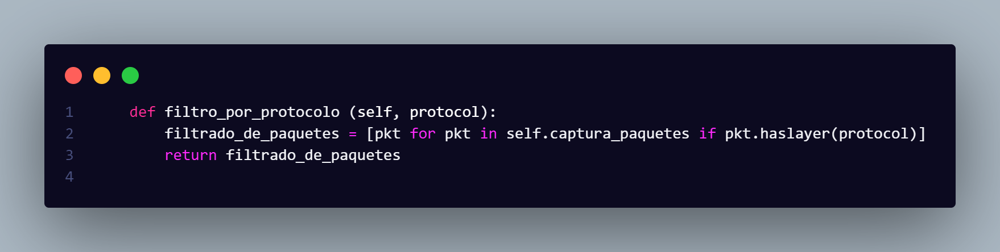 1 def filtro_por_protocolo (self, protocol):
2 filtrado_de_paquetes = [pkt for pkt in self.captura_paquetes if pkt.haslayer(protocol)]
3 return filtrado_de_paquetes
4